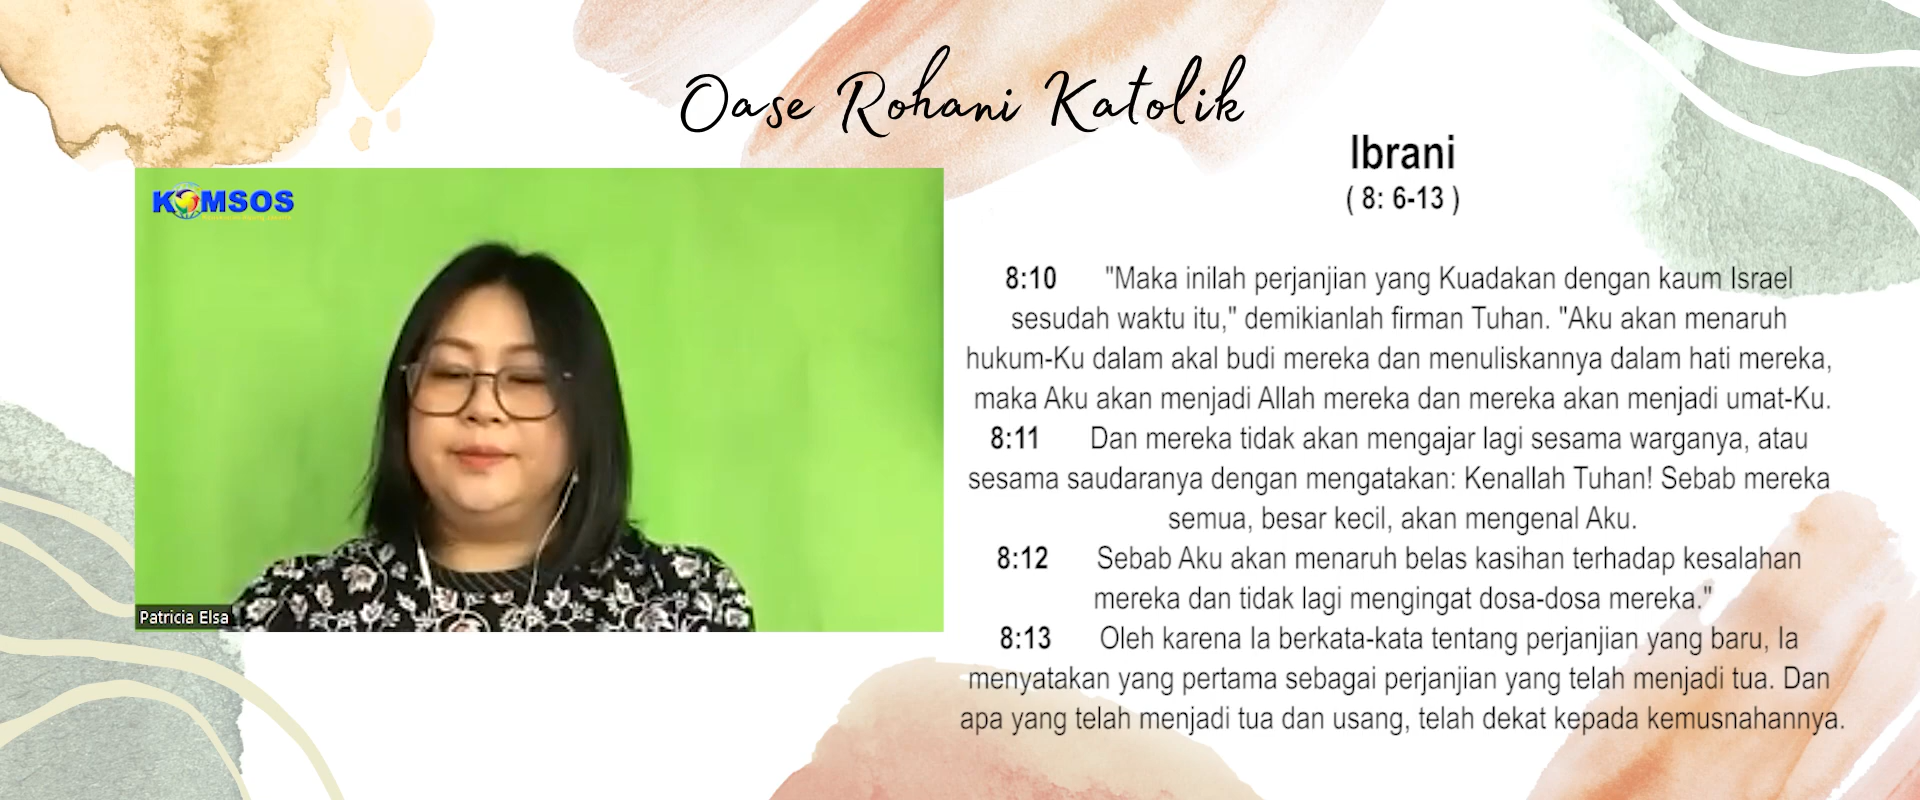 Oase Rohani Katolik
KOMSOS
Patricia Elsa
Ibrani
( 8: 6-13 )
8:10 "Maka inilah perjanjian yang Kuadakan dengan kaum Israel
sesudah waktu itu," demikianlah firman Tuhan. "Aku akan menaruh
hukum-Ku dalam akal budi mereka dan menuliskannya dalam hati mereka,
maka Aku akan menjadi Allah mereka dan mereka akan menjadi umat-Ku.
8:11 Dan mereka tidak akan mengajar lagi sesama warganya, atau
sesama saudaranya dengan mengatakan: Kenallah Tuhan! Sebab mereka
semua, besar kecil, akan mengenal Aku.
8:12 Sebab Aku akan menaruh belas kasihan terhadap kesalahan
mereka dan tidak lagi mengingat dosa-dosa mereka."
8:13 Oleh karena Ia berkata-kata tentang perjanjian yang baru, Ia
menyatakan yang pertama sebagai perjanjian yang telah menjadi tua. Dan
apa yang telah menjadi tua dan usang, telah dekat kepada kemusnahannya.